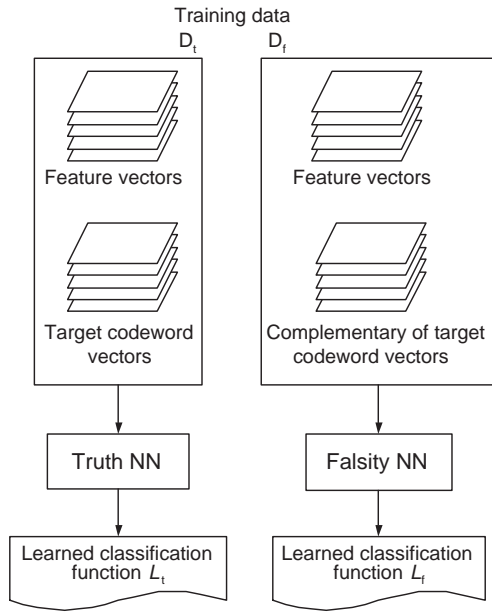 Training data
D_t
D_f
Feature vectors
Feature vectors
Target codeword
vectors
Complementary of target
codeword vectors
Truth NN
Falsity NN
Learned classification
function L_t
Learned classification
function L_f